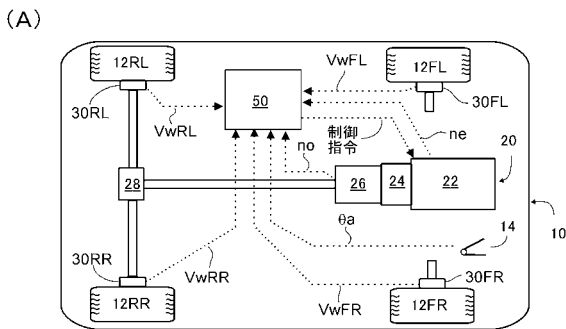 (A)
12RL
12FL
VwFL
30RL
50
30FL
VwRL
制御
指令
ne
no
20
28
26
24
22
10
θa
14
30RR
VwRR
30FR
VwFR
12RR
12FR